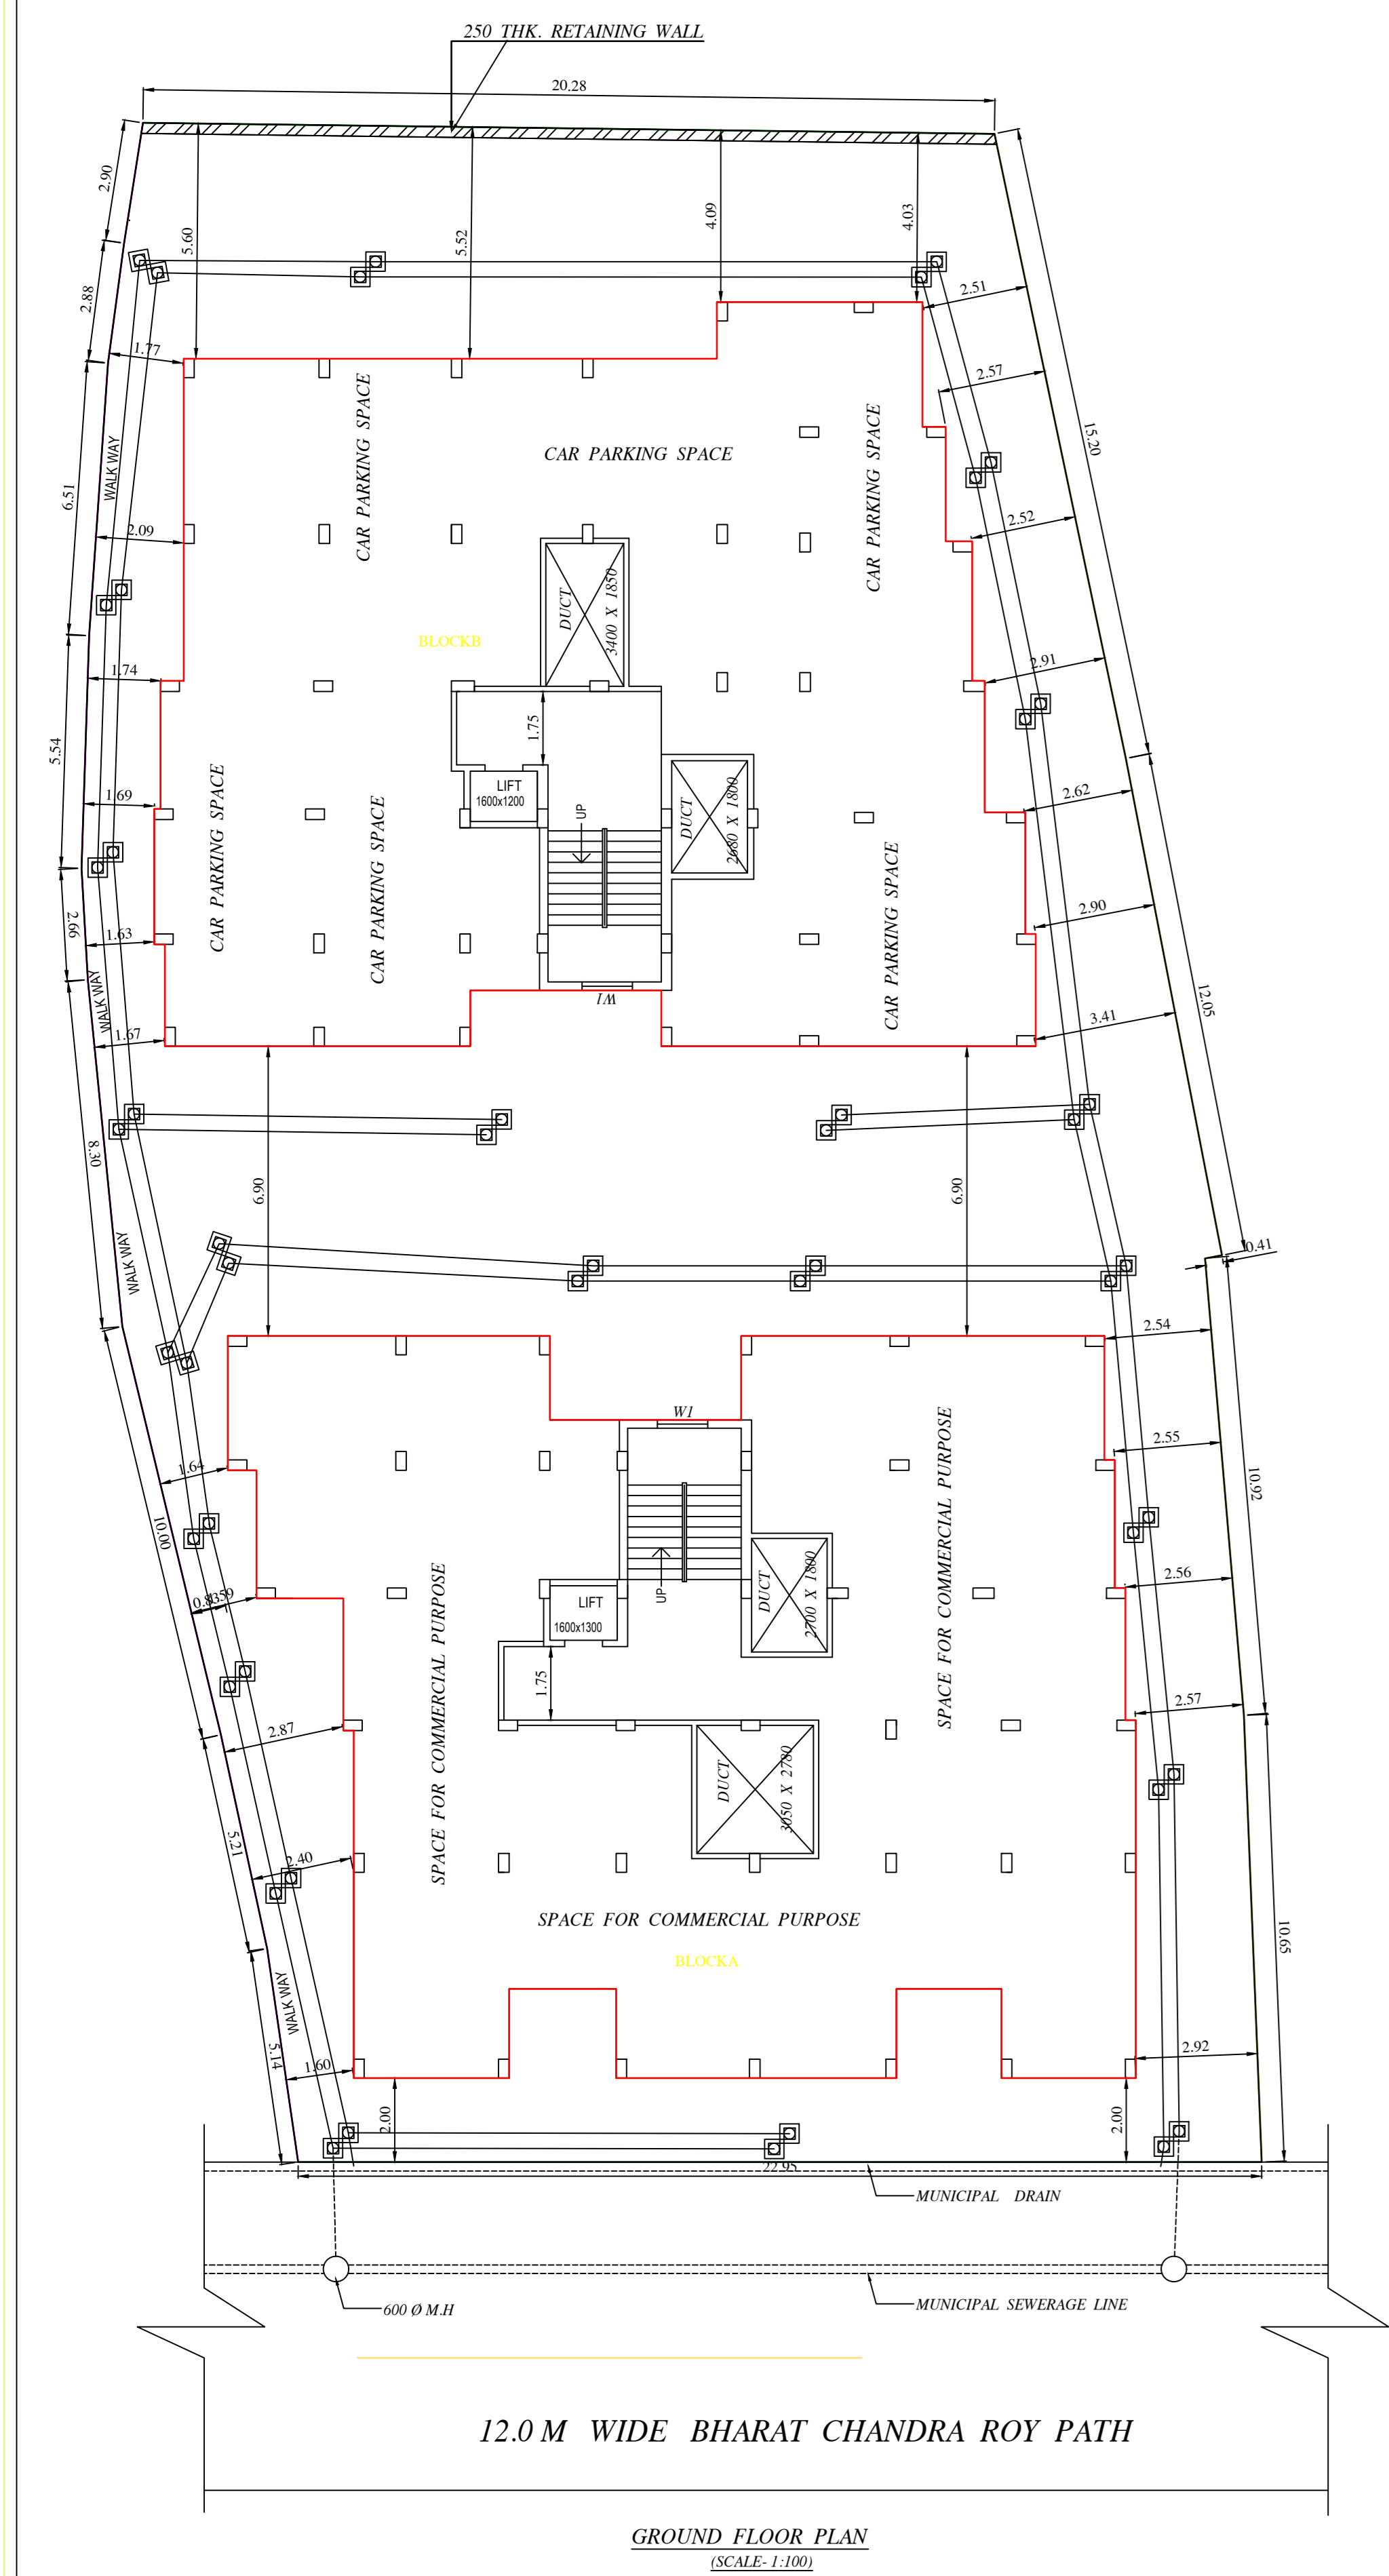 250 THK. RETAINING WALL
20.28
2.90
5.60
5.52
4.09
4.03
2.88
2.51
1.77
2.57
15.20
WALK WAY
CAR PARKING SPACE
CAR PARKING SPACE
CAR PARKING SPACE
6.51
2.09
2.52
DUCT
3400 X 1850
BLOCKB
1.74
2.91
5.54
1.75
1.69
LIFT
1600x1200
UP
DUCT
2680 X 1800
2.62
CAR PARKING SPACE
CAR PARKING SPACE
CAR PARKING SPACE
2.66
1.63
2.90
WALK WAY
W1
12.05
1.67
3.41
8.30
6.90
6.90
WALK WAY
0.41
2.54
W1
1.64
2.55
10.92
10.00
SPACE FOR COMMERCIAL PURPOSE
SPACE FOR COMMERCIAL PURPOSE
UP
LIFT
1600x1300
DUCT
2700 X 1800
2.56
1.75
2.87
2.57
DUCT
3050 X 2780
5.21
2.40
SPACE FOR COMMERCIAL PURPOSE
BLOCKA
10.65
WALK WAY
5.14
1.60
2.92
2.00
2.00
22.95
MUNICIPAL DRAIN
600 Ø M.H
MUNICIPAL SEWERAGE LINE
12.0 M WIDE BHARAT CHANDRA ROY PATH
GROUND FLOOR PLAN
(SCALE- 1:100)